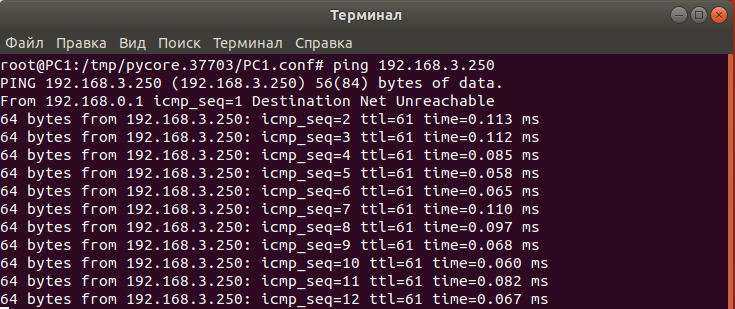 Терминал
Файл Правка Вид Поиск Терминал Справка
root@PC1:/tmp/pycore.37703/PC1.conf# ping 192.168.3.250
PING 192.168.3.250 (192.168.3.250) 56(84) bytes of data.
From 192.168.0.1 icmp_seq=1 Destination Net Unreachable
64 bytes from 192.168.3.250: icmp_seq=2 ttl=61 time=0.113 ms
64 bytes from 192.168.3.250: icmp_seq=3 ttl=61 time=0.112 ms
64 bytes from 192.168.3.250: icmp_seq=4 ttl=61 time=0.085 ms
64 bytes from 192.168.3.250: icmp_seq=5 ttl=61 time=0.058 ms
64 bytes from 192.168.3.250: icmp_seq=6 ttl=61 time=0.065 ms
64 bytes from 192.168.3.250: icmp_seq=7 ttl=61 time=0.110 ms
64 bytes from 192.168.3.250: icmp_seq=8 ttl=61 time=0.097 ms
64 bytes from 192.168.3.250: icmp_seq=9 ttl=61 time=0.068 ms
64 bytes from 192.168.3.250: icmp_seq=10 ttl=61 time=0.060 ms
64 bytes from 192.168.3.250: icmp_seq=11 ttl=61 time=0.082 ms
64 bytes from 192.168.3.250: icmp_seq=12 ttl=61 time=0.067 ms